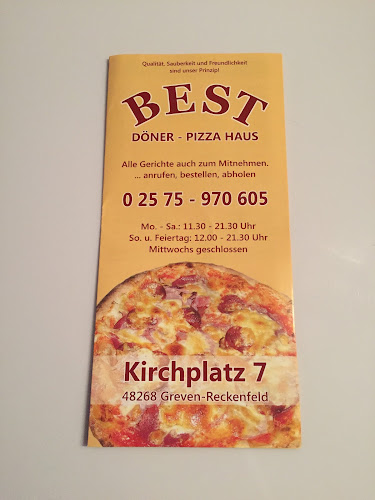 Qualität, Sauberkeit und Freundlichkeit
sind unser Prinzip!
BEST
DÖNER - PIZZA HAUS
Alle Gerichte auch zum Mitnehmen.
... anrufen, bestellen, abholen
0 25 75 - 970 605
Mo. - Sa.: 11.30 - 21.30 Uhr
So. u. Feiertag: 12.00 - 21.30 Uhr
Mittwochs geschlossen
Kirchplatz 7
48268 Greven-Reckenfeld